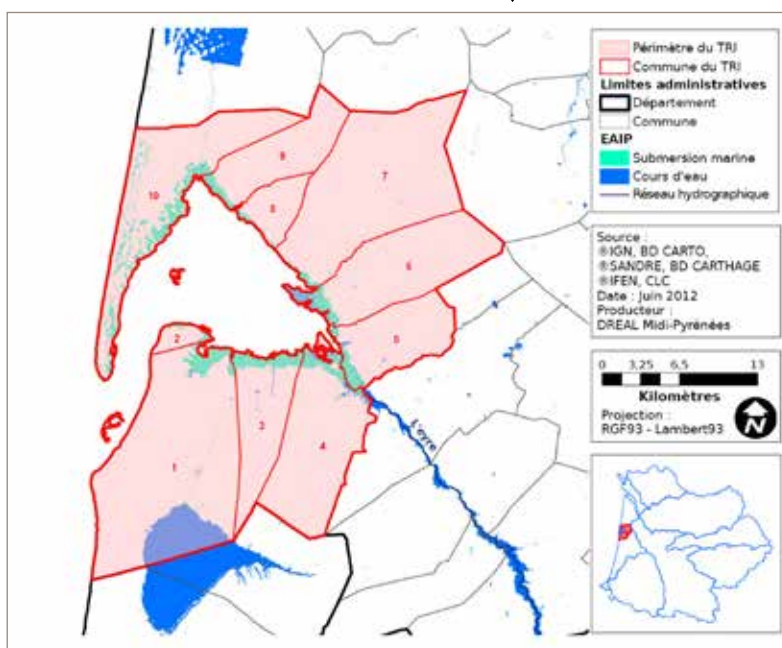 Périmètre du TRI
Commune du TRI
Limites administratives
Département
Commune
EAIP
Submersion marine
Cours d'eau
Réseau hydrographique
Source :
®IGN, BD CARTO,
®SANDRE, BD CARTHAGE
®IFEN, CLC
Date : Juin 2012
Producteur :
DREAL Midi-Pyrénées
0 3,25 6,5 13
Kilomètres
Projection :
RGF93 - Lambert93
N
10
9
8
7
6
5
2
1
3
4
L'eyre